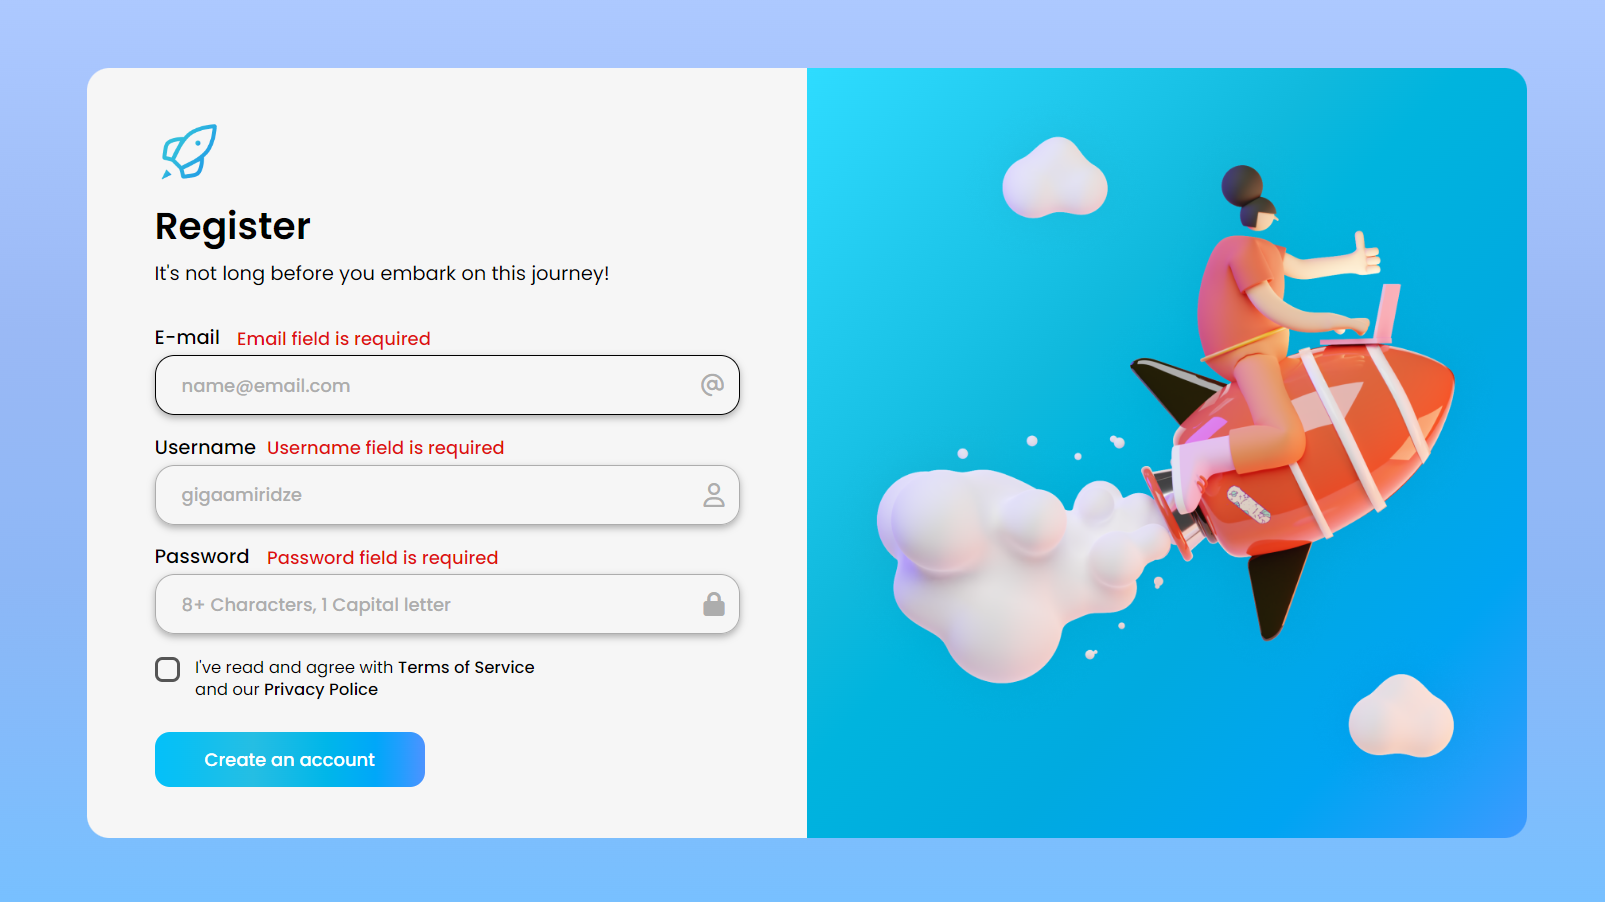 Register
It's not long before you embark on this journey!
E-mail Email field is required
name@email.com
Username Username field is required
gigaamiridze
Password Password field is required
8+ Characters, 1 Capital letter
I've read and agree with Terms of Service
and our Privacy Police
Create an account